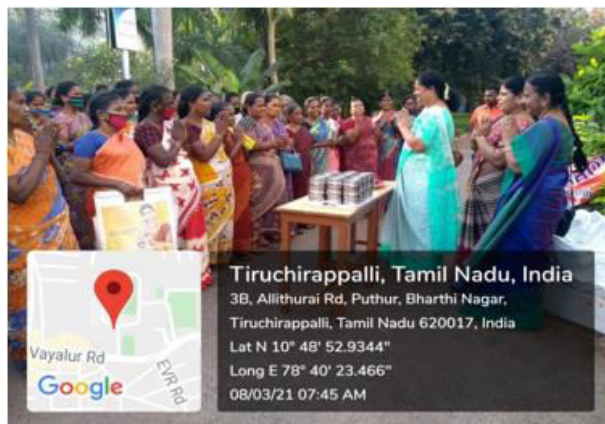 Tiruchirappalli, Tamil Nadu, India
3B, Allithurai Rd, Puthur, Bharthi Nagar,
Tiruchirappalli, Tamil Nadu 620017, India
Lat N 10° 48' 52.9344"
Long E 78° 40' 23.466"
08/03/21 07:45 AM
Vayalur Rd
EVR Rd
Google